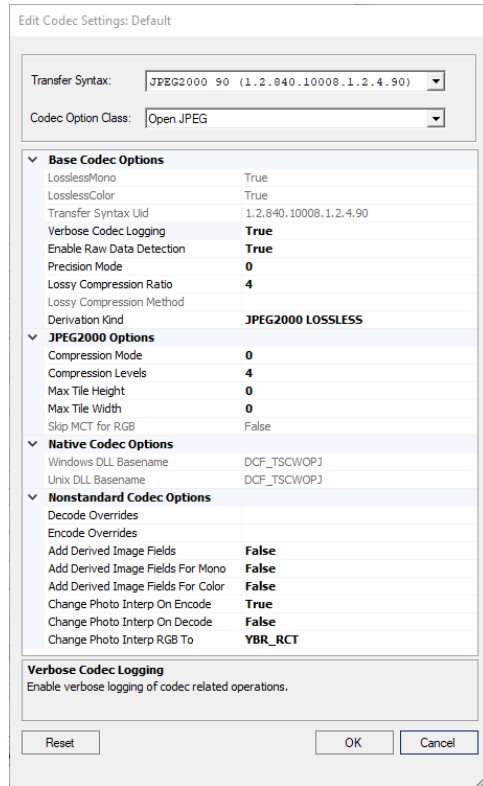 Edit Codec Settings: Default
Transfer Syntax: JPEG2000 90 (1.2.840.10008.1.2.4.90)
Codec Option Class: Open JPEG
Base Codec Options
LosslessMono True
LosslessColor True
Transfer Syntax Uid 1.2.840.10008.1.2.4.90
Verbose Codec Logging True
Enable Raw Data Detection True
Precision Mode 0
Lossy Compression Ratio 4
Lossy Compression Method
Derivation Kind JPEG2000 LOSSLESS
JPEG2000 Options
Compression Mode 0
Compression Levels 4
Max Tile Height 0
Max Tile Width 0
Skip MCT for RGB False
Native Codec Options
Windows DLL Basename DCF_TSCWOPJ
Unix DLL Basename DCF_TSCWOPJ
Nonstandard Codec Options
Decode Overrides
Encode Overrides
Add Derived Image Fields False
Add Derived Image Fields For Mono False
Add Derived Image Fields For Color False
Change Photo Interp On Encode True
Change Photo Interp On Decode False
Change Photo Interp RGB To YBR_RCT
Verbose Codec Logging
Enable verbose logging of codec related operations.
Reset OK Cancel